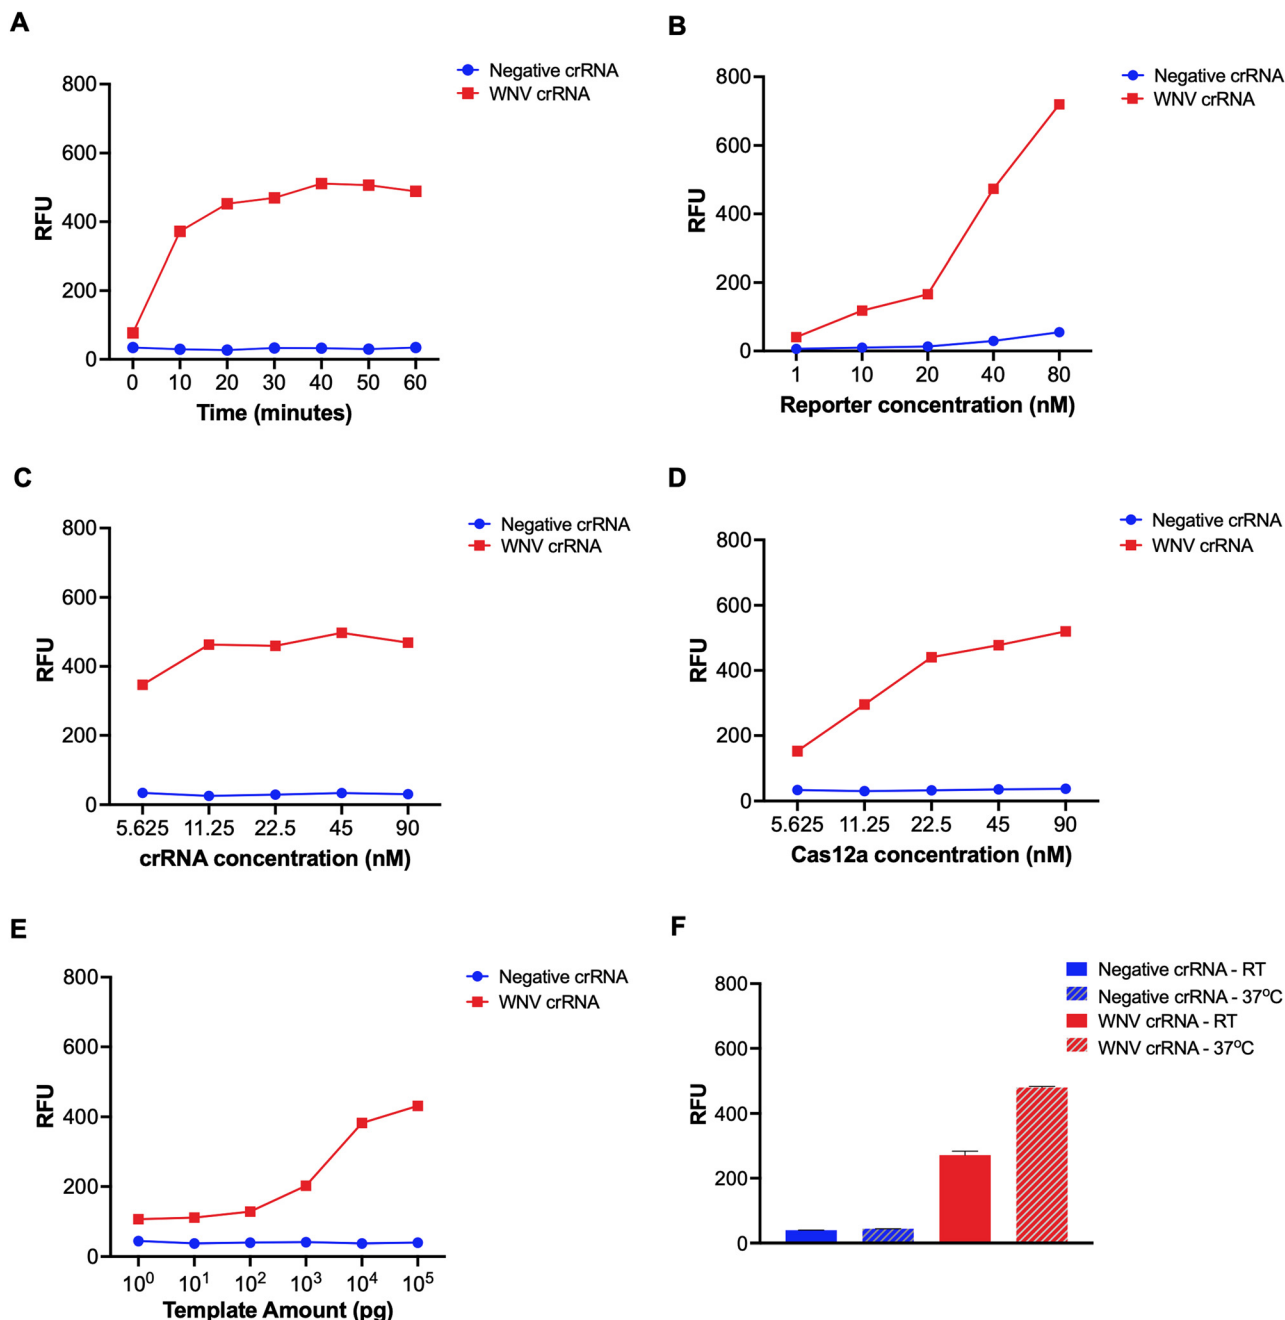 A
Negative crRNA
WNV crRNA
800
600
400
200
0
RFU
0 10 20 30 40 50 60
Time (minutes)
B
Negative crRNA
WNV crRNA
800
600
400
200
0
RFU
1 10 20 40 80
Reporter concentration (nM)
C
Negative crRNA
WNV crRNA
800
600
400
200
0
RFU
5.625 11.25 22.5 45 90
crRNA concentration (nM)
D
Negative crRNA
WNV crRNA
800
600
400
200
0
RFU
5.625 11.25 22.5 45 90
Cas12a concentration (nM)
E
Negative crRNA
WNV crRNA
800
600
400
200
0
RFU
10⁰ 10¹ 10² 10³ 10⁴ 10⁵
Template Amount (pg)
F
Negative crRNA - RT
Negative crRNA - 37ºC
WNV crRNA - RT
WNV crRNA - 37ºC
800
600
400
200
0
RFU